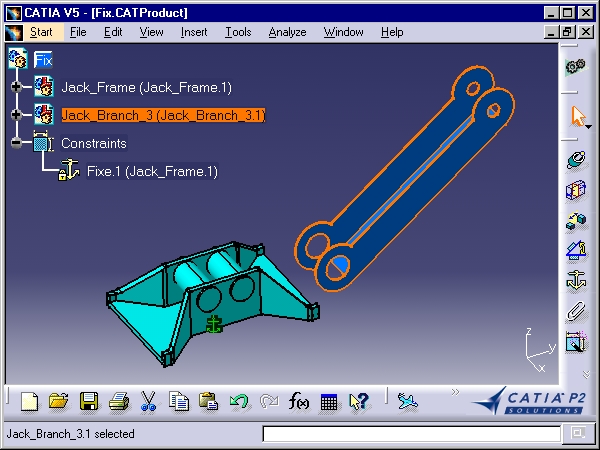 CATIA V5 - [Fix.CATProduct]
Start File Edit View Insert Tools Analyze Window Help
Fix
Jack_Frame (Jack_Frame.1)
Jack_Branch_3 (Jack_Branch_3.1)
Constraints
Fixe.1 (Jack_Frame.1)
z
y
x
f(x)
CATIA P2
SOLUTIONS
Jack_Branch_3.1 selected